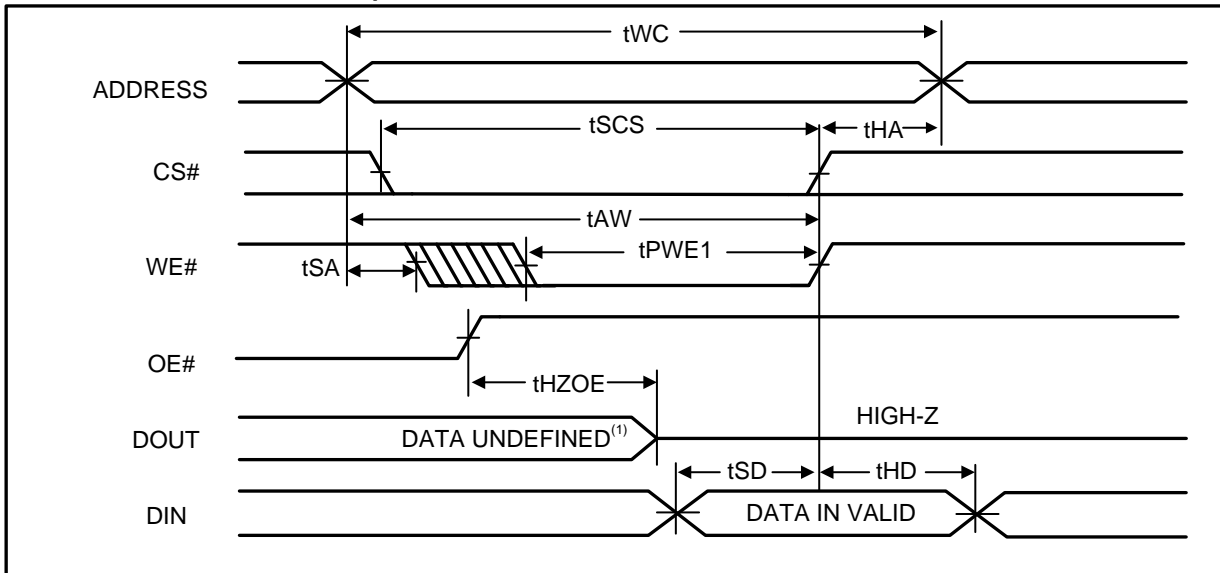 tWC
ADDRESS
tSCS
tHA
CS#
tAW
WE#
tSA
tPWE1
OE#
tHZOE
DOUT
DATA UNDEFINED(1)
HIGH-Z
tSD
tHD
DIN
DATA IN VALID